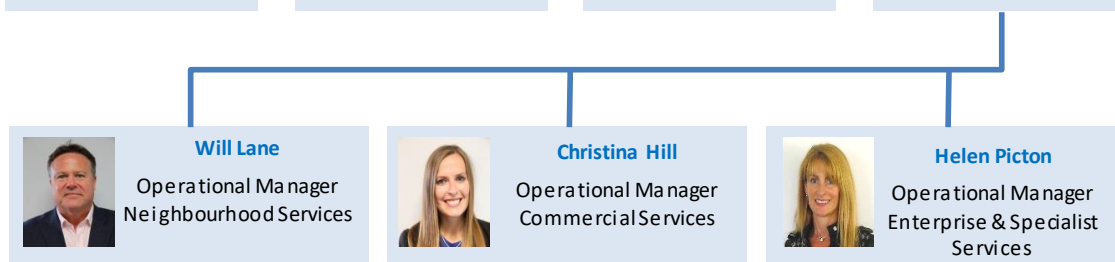 Will Lane
Operational Manager
Neighbourhood Services
Christina Hill
Operational Manager
Commercial Services
Helen Picton
Operational Manager
Enterprise & Specialist
Services